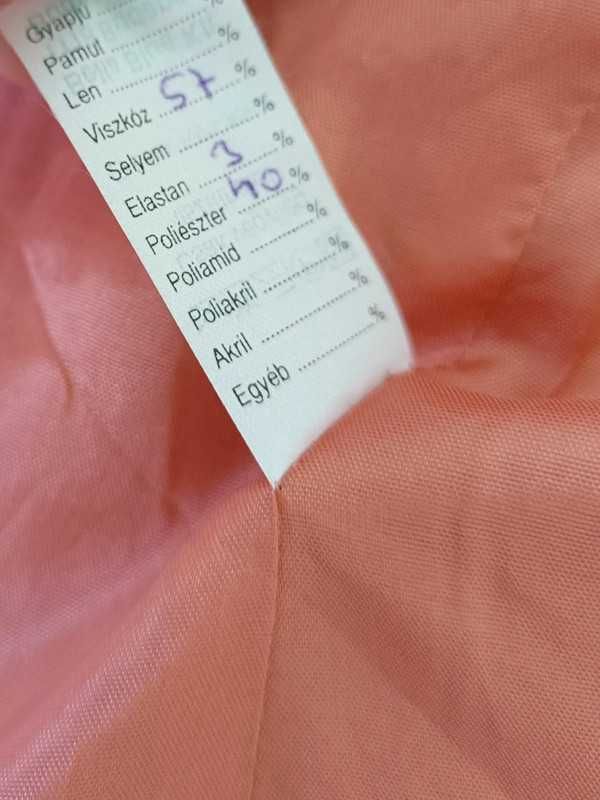 Gyapjú ..........%
Pamut ..........%
Len ..........%
Viszkóz 57 %
Selyem ..........%
Elastan 3 %
Poliészter 40 %
Poliamid ..........%
Poliakril ..........%
Akril ..........%
Egyéb ..........%